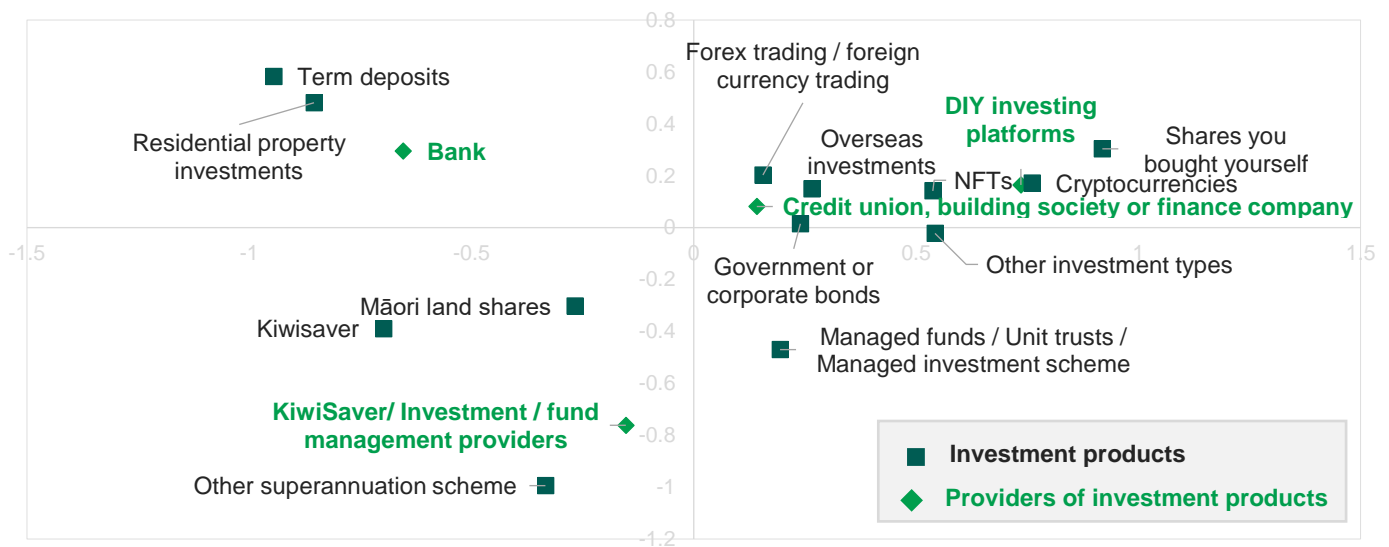 0.8
Forex trading / foreign
currency trading
0.6
Term deposits
DIY investing
platforms
0.4
Residential property
investments
Bank
Overseas
investments
Shares you
bought yourself
0.2
NFTs
Cryptocurrencies
Credit union, building society or finance company
0
-1.5
-1
-0.5
0
0.5
1
1.5
-0.2
Government or
corporate bonds
Other investment types
Māori land shares
Kiwisaver
-0.4
Managed funds / Unit trusts /
Managed investment scheme
-0.6
KiwiSaver/ Investment / fund
management providers
-0.8
Investment products
Other superannuation scheme
-1
Providers of investment products
-1.2